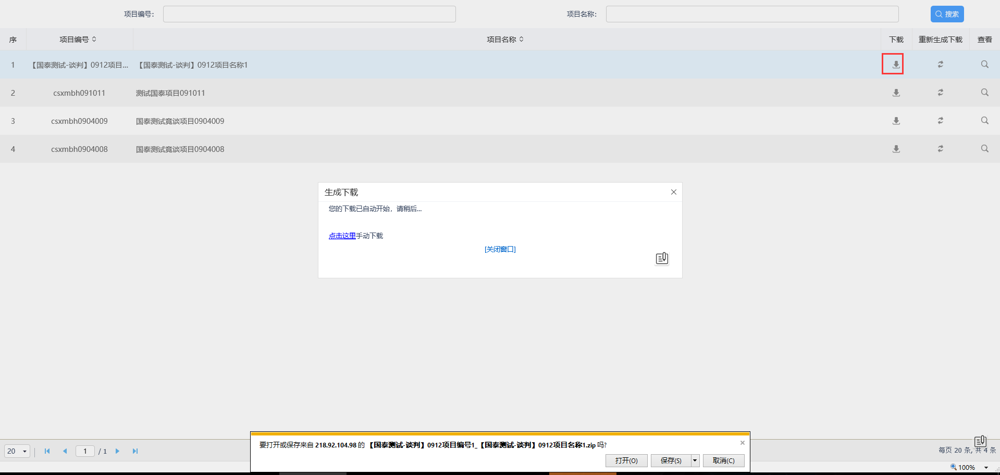 项目编号：
项目名称：
搜索
序 项目编号 项目名称 下载 重新生成下载 查看
1 【国泰测试-谈判】0912项目... 【国泰测试-谈判】0912项目名称1
2 csxmbh091011 测试国泰项目091011
3 csxmbh0904009 国泰测试竟谈项目0904009
4 csxmbh0904008 国泰测试竟谈项目0904008
生成下载
您的下载已自动开始，请稍后...
点击这里手动下载
[关闭窗口]
要打开或保存来自 218.92.104.98 的 【国泰测试-谈判】0912项目编号1_【国泰测试-谈判】0912项目名称1.zip 吗?
打开(O) 保存(S) 取消(C)
20 1 / 1
每页 20 条, 共 4 条
100%